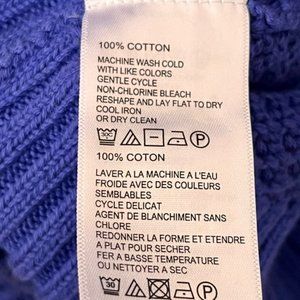 100% COTTON
MACHINE WASH COLD
WITH LIKE COLORS
GENTLE CYCLE
NON-CHLORINE BLEACH
RESHAPE AND LAY FLAT TO DRY
COOL IRON
OR DRY CLEAN
30C P
100% COTON
LAVER A LA MACHINE A L'EAU
FROIDE AVEC DES COULEURS
SEMBLABLES
CYCLE DELICAT
AGENT DE BLANCHIMENT SANS
CHLORE
REDONNER LA FORME ET ETENDRE
A PLAT POUR SECHER
FER A BASSE TEMPERATURE
OU NETTOYER A SEC
30 P